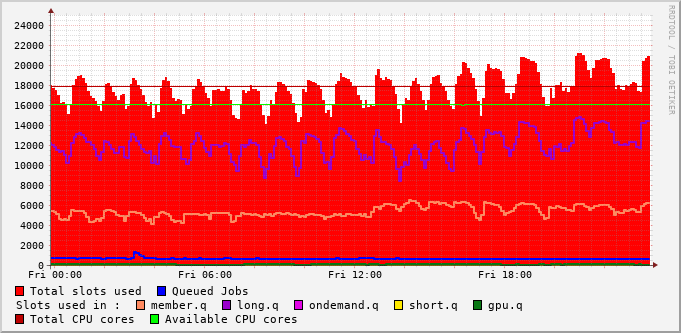 24000
22000
20000
18000
16000
14000
12000
10000
8000
6000
4000
2000
0
Fri 00:00 Fri 06:00 Fri 12:00 Fri 18:00
Total slots used Queued Jobs
Slots used in : member.q long.q ondemand.q short.q gpu.q
Total CPU cores Available CPU cores
RRDTOOL / TOBI OETIKER